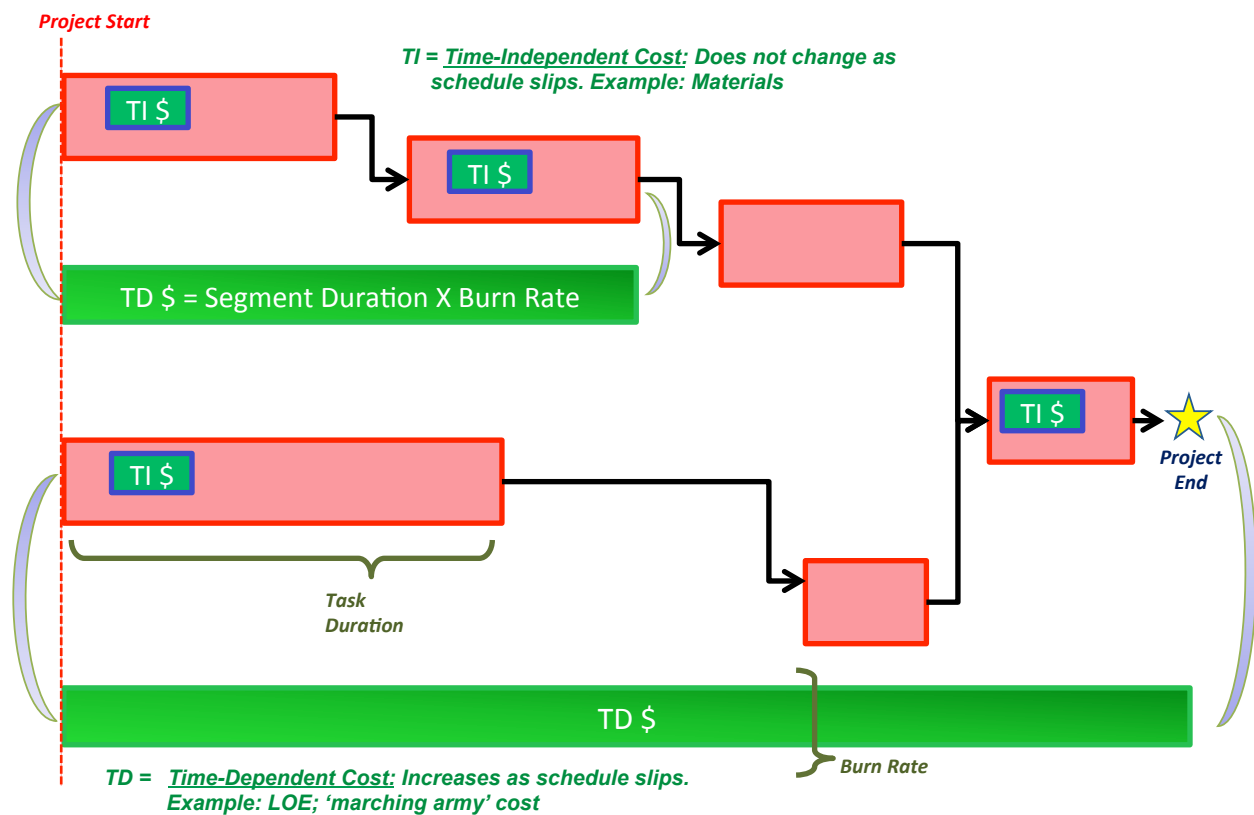 Project Start
TI = Time-Independent Cost: Does not change as
schedule slips. Example: Materials
TI $
TI $
TD $ = Segment Duration X Burn Rate
TI $
TI $
Project
End
Task
Duration
TD $
Burn Rate
TD = Time-Dependent Cost: Increases as schedule slips.
Example: LOE; ‘marching army’ cost